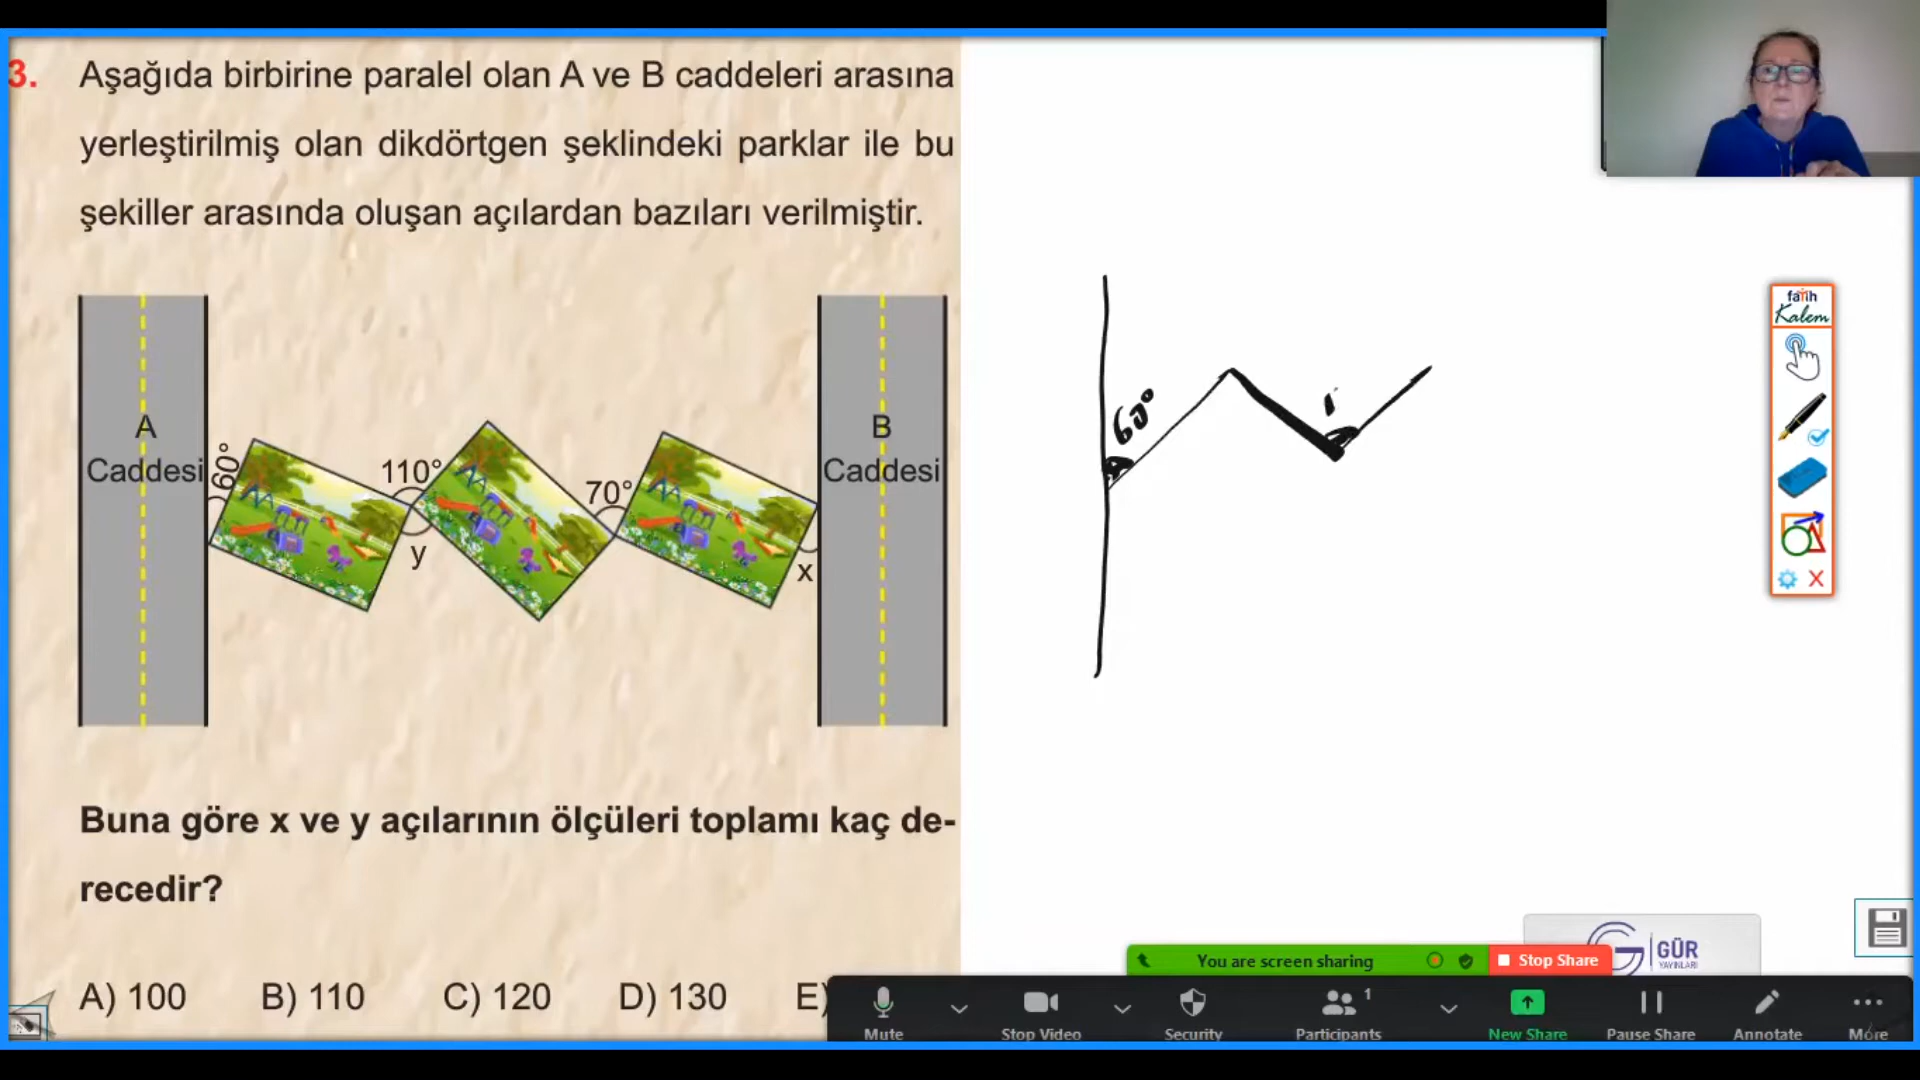 3. Aşağıda birbirine paralel olan A ve B caddeleri arasına
yerleştirilmiş olan dikdörtgen şeklindeki parklar ile bu
şekiller arasında oluşan açılardan bazıları verilmiştir.
A
Caddesi
60°
110°
y
70°
x
B
Caddesi
Buna göre x ve y açılarının ölçüleri toplamı kaç de-
recedir?
A) 100 B) 110 C) 120 D) 130 E)
60°
fatih
Kalem
GÜR
YAYINLARI
You are screen sharing
Stop Share
Mute
Stop Video
Security
1
Participants
New Share
Pause Share
Annotate
More